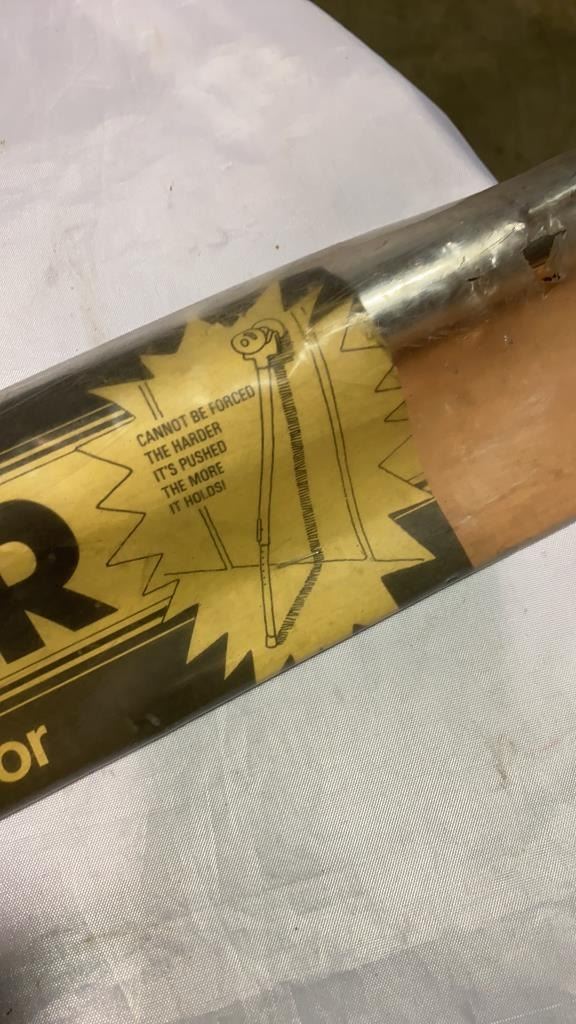 CANNOT BE FORCED
THE HARDER
IT'S PUSHED
THE MORE
IT HOLDS!
R
or